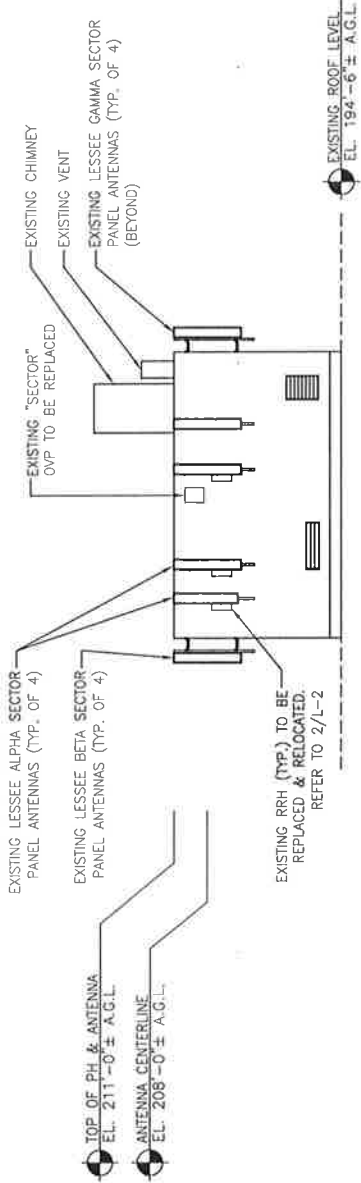 TOP OF PH & ANTENNA
EL. 211'-0"± A.G.L.
ANTENNA CENTERLINE
EL. 208'-0"± A.G.L.
EXISTING LESSEE ALPHA SECTOR
PANEL ANTENNAS (TYP. OF 4)
EXISTING LESSEE BETA SECTOR
PANEL ANTENNAS (TYP. OF 4)
EXISTING RRH (TYP.) TO BE
REPLACED & RELOCATED.
REFER TO 2/L-2
EXISTING "SECTOR"
OVP TO BE REPLACED
EXISTING CHIMNEY
EXISTING VENT
EXISTING LESSEE GAMMA SECTOR
PANEL ANTENNAS (TYP. OF 4)
(BEYOND)
EXISTING ROOF LEVEL
EL. 194'-6"± A.G.L.